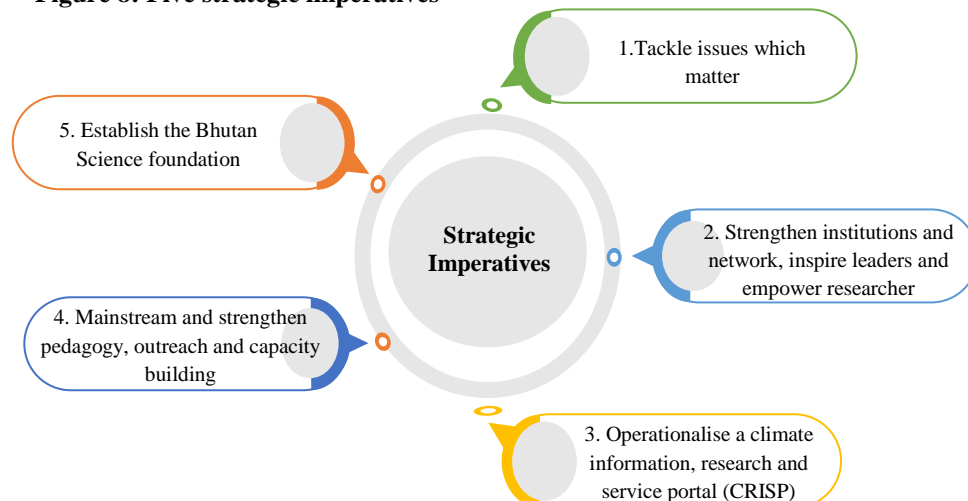 Figure 8: Five strategic imperatives
1.Tackle issues which
matter
2. Strengthen institutions and
network, inspire leaders and
empower researcher
3. Operationalise a climate
information, research and
service portal (CRISP)
4. Mainstream and strengthen
pedagogy, outreach and capacity
building
5. Establish the Bhutan
Science foundation
Strategic
Imperatives